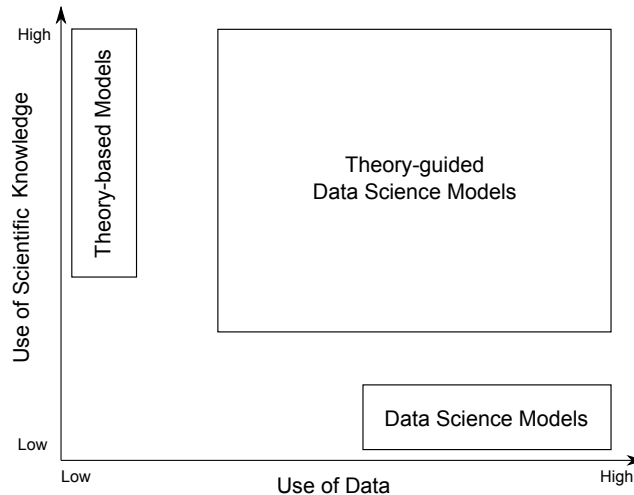 High
Use of Scientific Knowledge
Theory-based Models
Theory-guided
Data Science Models
Data Science Models
Low
Low
Use of Data
High